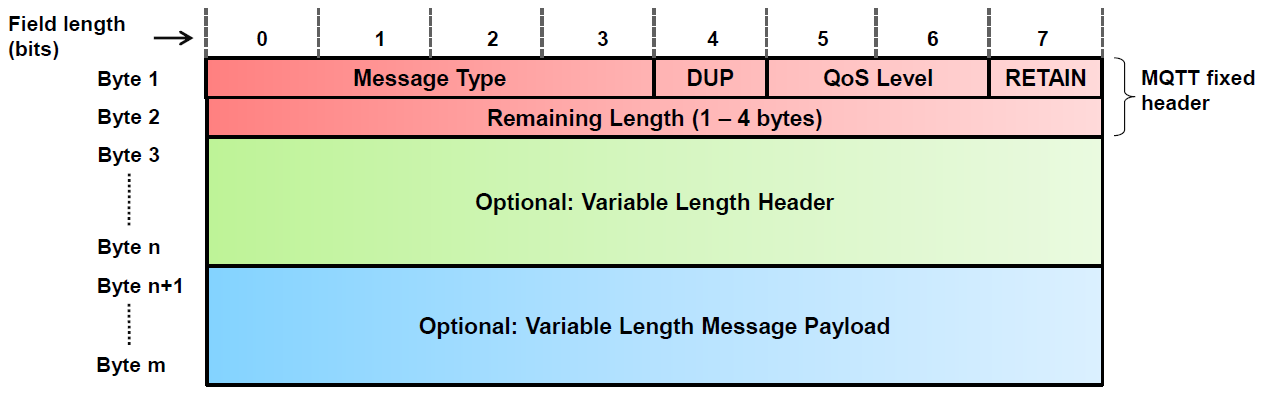 Field length
(bits)
0 1 2 3 4 5 6 7
Byte 1 Message Type DUP QoS Level RETAIN
MQTT fixed
header
Byte 2 Remaining Length (1 – 4 bytes)
Byte 3
Optional: Variable Length Header
Byte n
Byte n+1
Optional: Variable Length Message Payload
Byte m